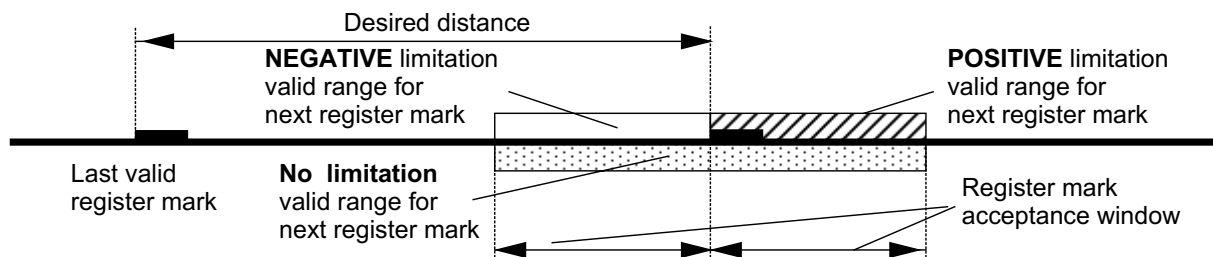 Desired distance
NEGATIVE limitation
valid range for
next register mark
POSITIVE limitation
valid range for
next register mark
Last valid
register mark
No limitation
valid range for
next register mark
Register mark
acceptance window